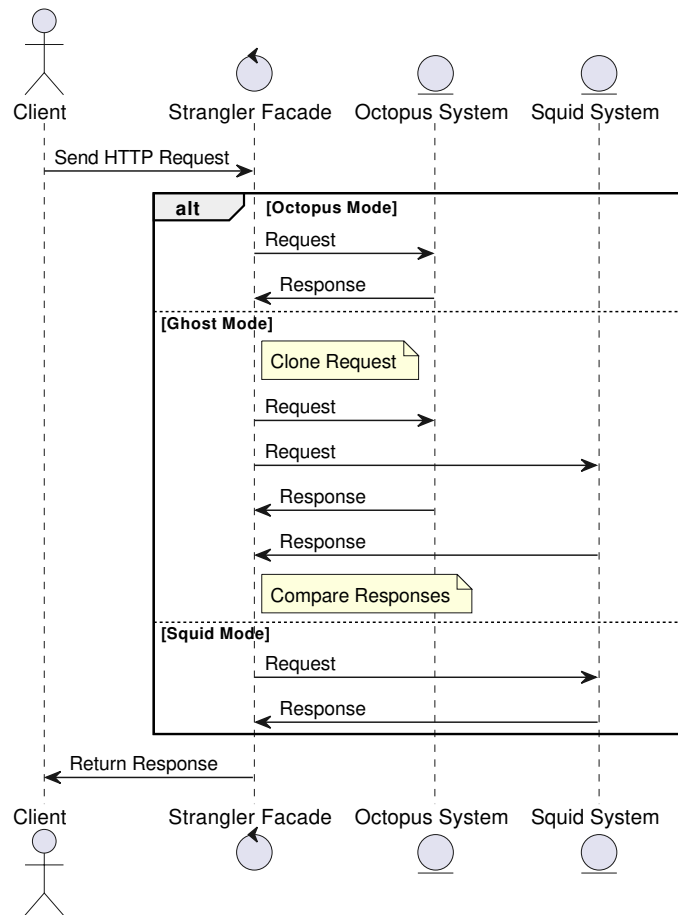 Client
Strangler Facade
Octopus System
Squid System
Send HTTP Request
alt
[Octopus Mode]
Request
Response
[Ghost Mode]
Clone Request
Request
Request
Response
Response
Compare Responses
[Squid Mode]
Request
Response
Return Response
Client
Strangler Facade
Octopus System
Squid System